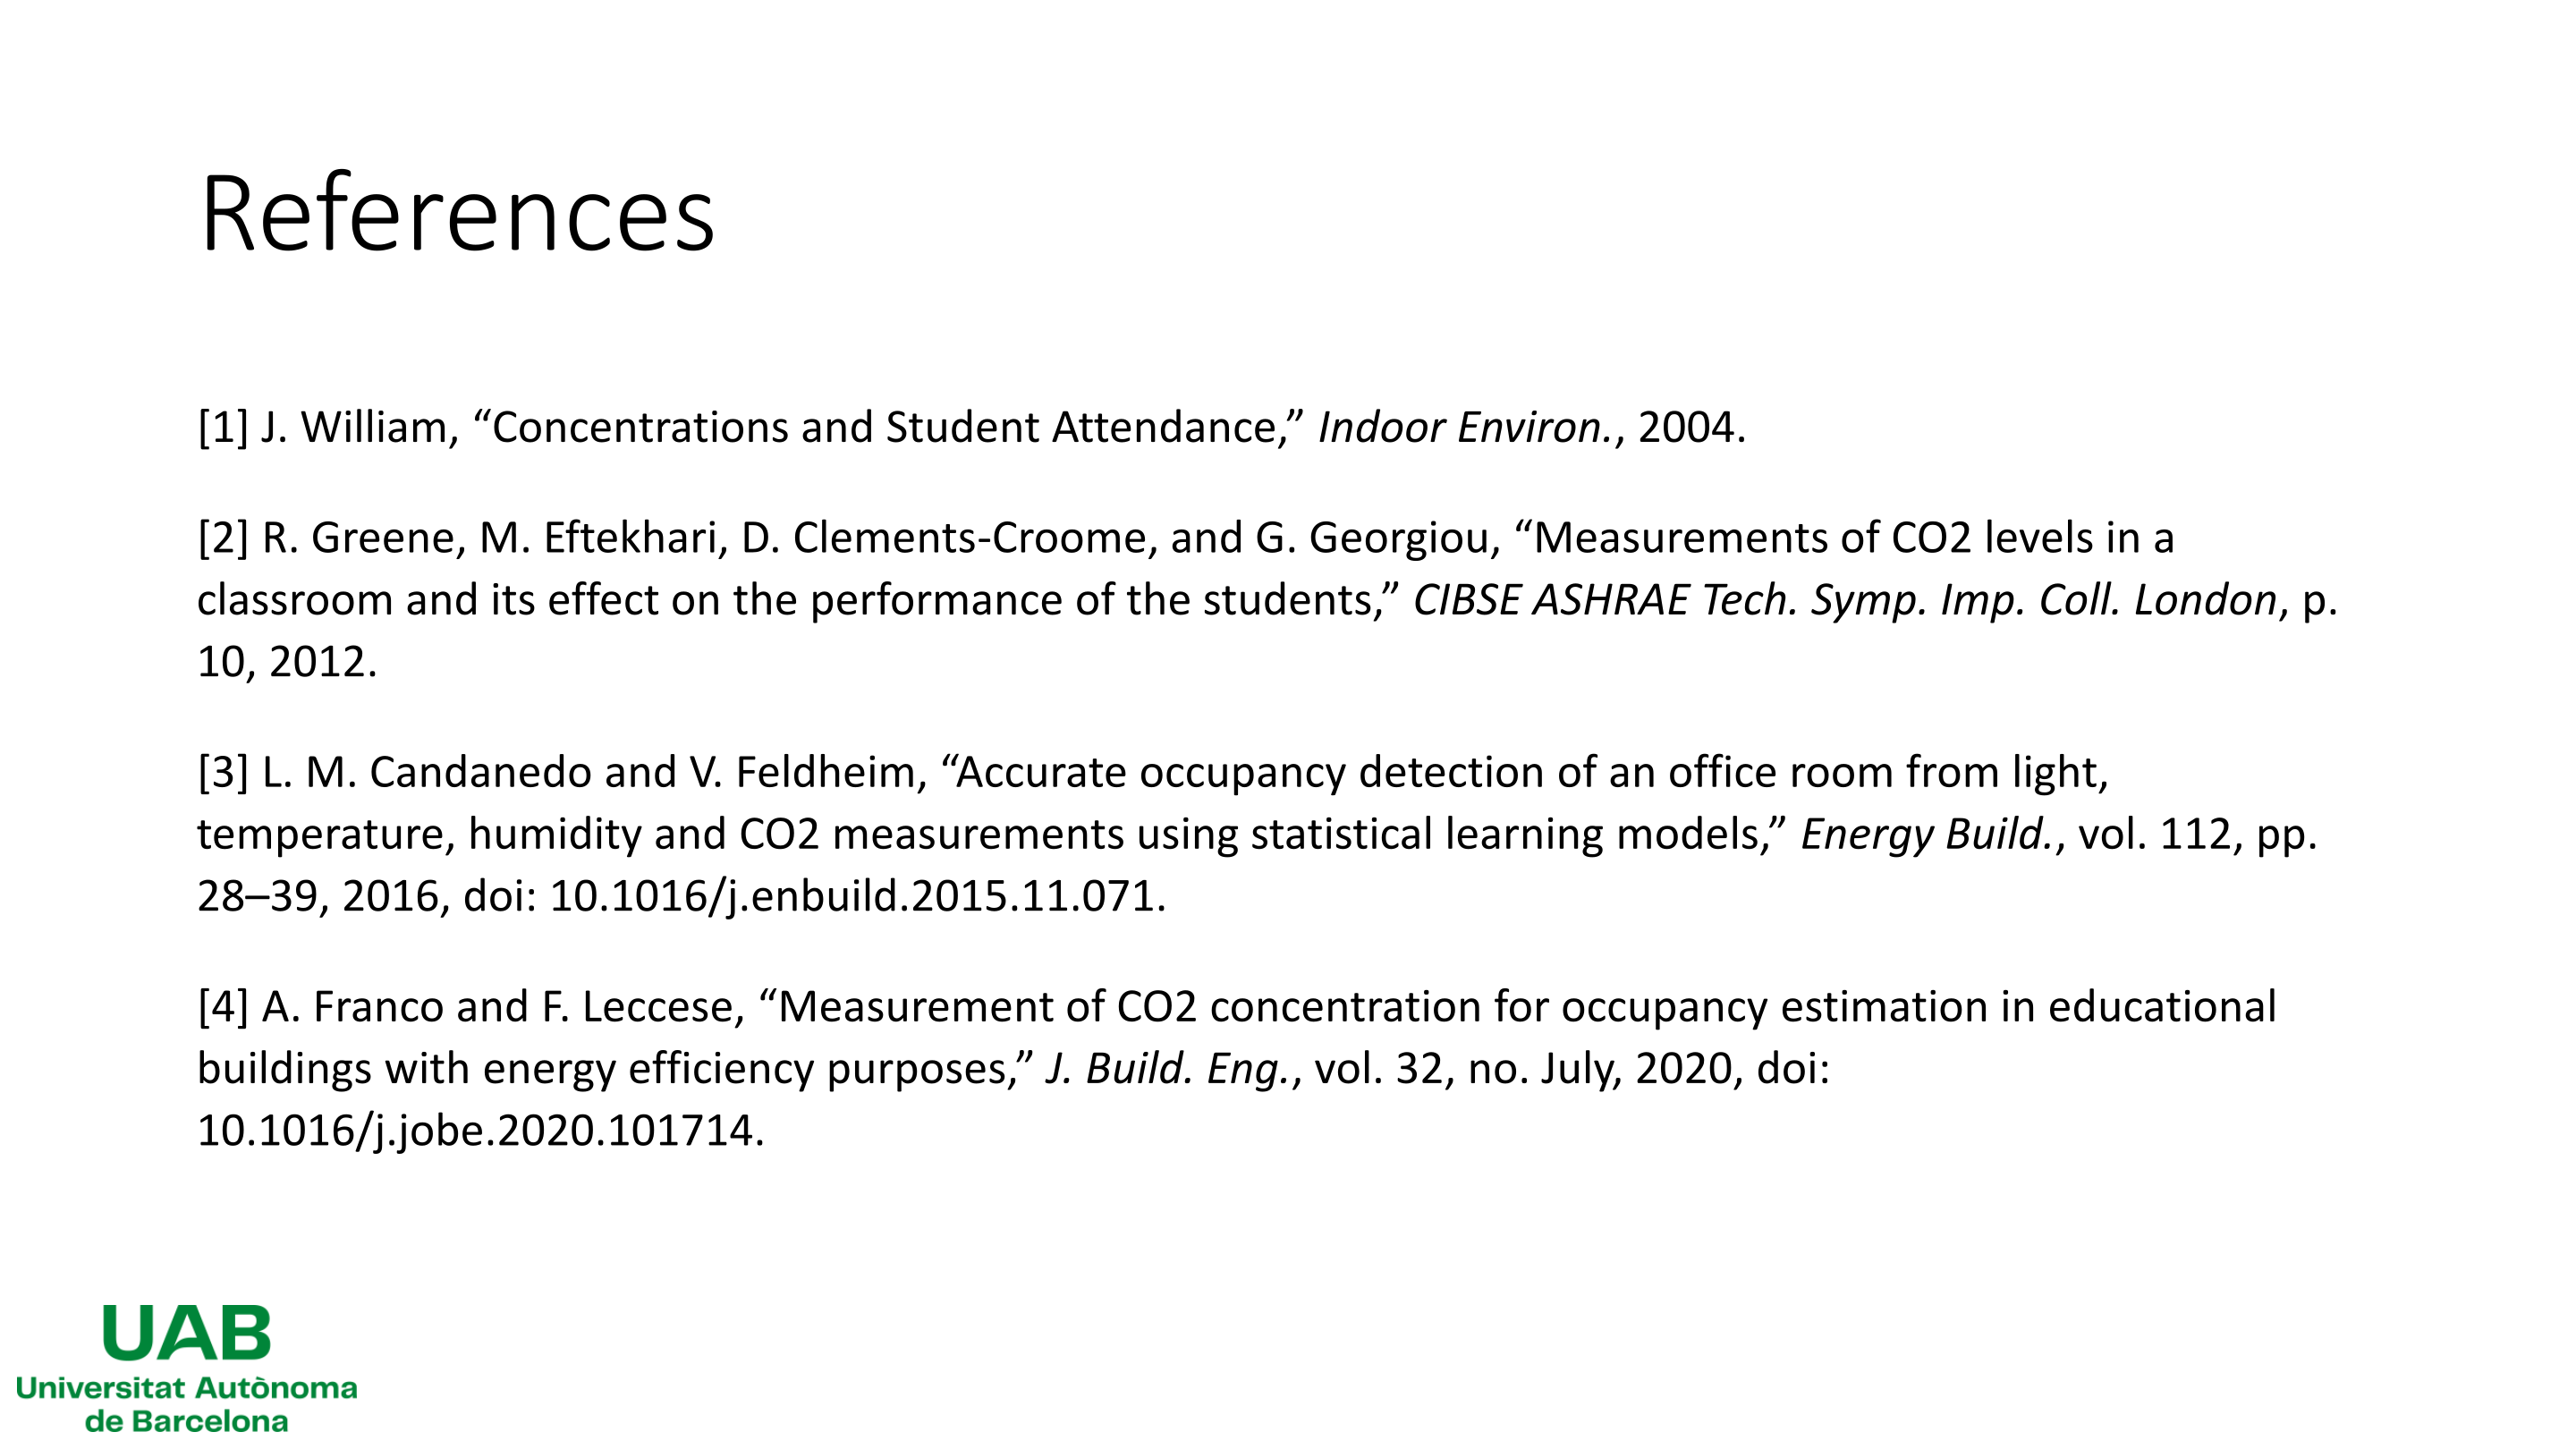 References
[1] J. William, “Concentrations and Student Attendance,” Indoor Environ., 2004.
[2] R. Greene, M. Eftekhari, D. Clements-Croome, and G. Georgiou, “Measurements of CO2 levels in a
classroom and its effect on the performance of the students,” CIBSE ASHRAE Tech. Symp. Imp. Coll. London, p.
10, 2012.
[3] L. M. Candanedo and V. Feldheim, “Accurate occupancy detection of an office room from light,
temperature, humidity and CO2 measurements using statistical learning models,” Energy Build., vol. 112, pp.
28–39, 2016, doi: 10.1016/j.enbuild.2015.11.071.
[4] A. Franco and F. Leccese, “Measurement of CO2 concentration for occupancy estimation in educational
buildings with energy efficiency purposes,” J. Build. Eng., vol. 32, no. July, 2020, doi:
10.1016/j.jobe.2020.101714.
UAB
Universitat Autònoma
de Barcelona